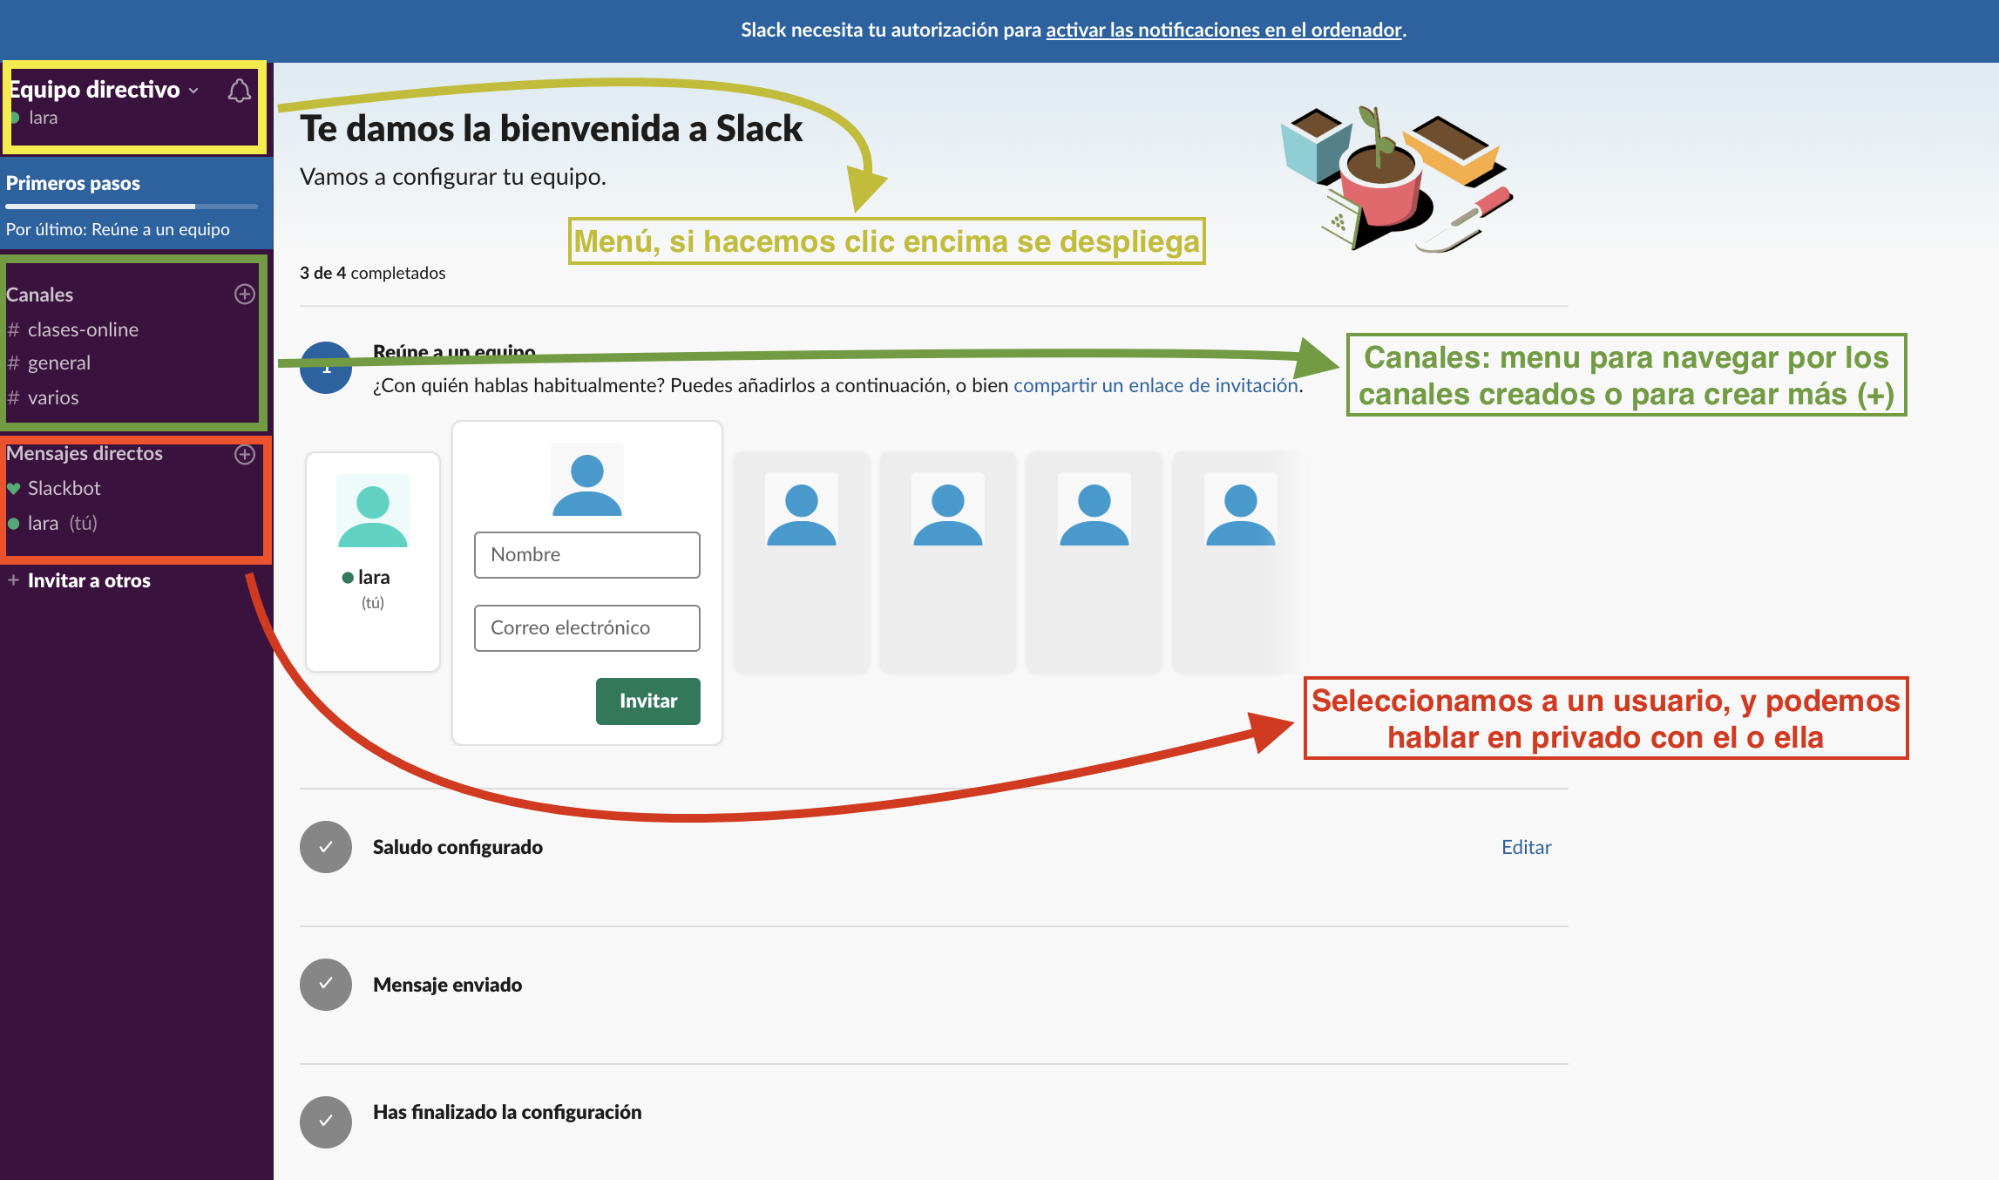 Slack necesita tu autorización para activar las notificaciones en el ordenador.
Equipo directivo
lara
Primeros pasos
Por último: Reúne a un equipo
Canales
# clases-online
# general
# varios
Mensajes directos
Slackbot
lara (tú)
+ Invitar a otros
Te damos la bienvenida a Slack
Vamos a configurar tu equipo.
Menú, si hacemos clic encima se despliega
3 de 4 completados
1
Reúne a un equipo
¿Con quién hablas habitualmente? Puedes añadirlos a continuación, o bien compartir un enlace de invitación.
Canales: menu para navegar por los
canales creados o para crear más (+)
lara
(tú)
Nombre
Correo electrónico
Invitar
Seleccionamos a un usuario, y podemos
hablar en privado con el o ella
Saludo configurado
Editar
Mensaje enviado
Has finalizado la configuración